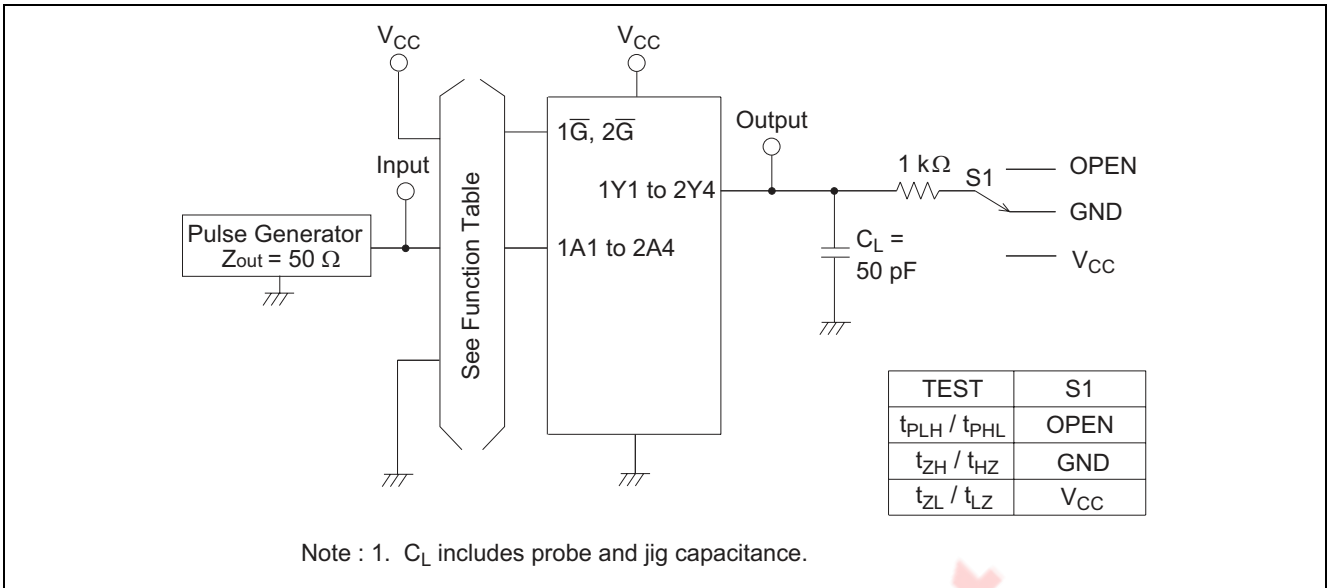 VCC
VCC
Input
Pulse Generator
Zout = 50 Ω
See Function Table
1G̅, 2G̅
1Y1 to 2Y4
1A1 to 2A4
Output
1 kΩ
S1
OPEN
GND
VCC
CL =
50 pF
TEST S1
tPLH / tPHL OPEN
tZH / tHZ GND
tZL / tLZ VCC
Note : 1. CL includes probe and jig capacitance.